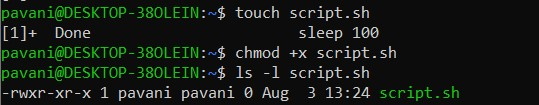 pavani@DESKTOP-38OLEIN:~$ touch script.sh
[1]+  Done                    sleep 100
pavani@DESKTOP-38OLEIN:~$ chmod +x script.sh
pavani@DESKTOP-38OLEIN:~$ ls -l script.sh
-rwxr-xr-x 1 pavani pavani 0 Aug  3 13:24 script.sh